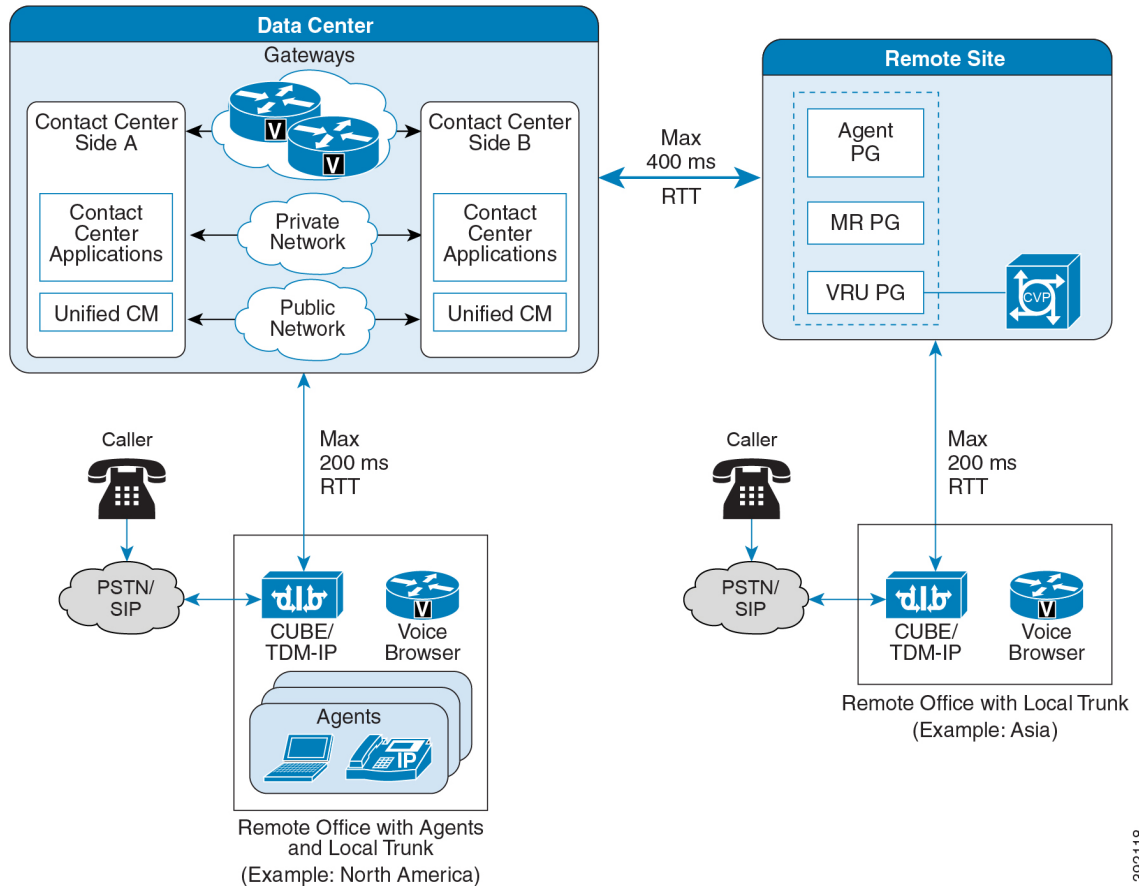 Data Center
Gateways
V
V
Contact Center
Side A
Contact
Center
Applications
Unified CM
Private
Network
Public
Network
Contact Center
Side B
Contact
Center
Applications
Unified CM
Max
400 ms
RTT
Remote Site
Agent
PG
MR PG
VRU PG
CVP
Max
200 ms
RTT
Caller
PSTN/
SIP
CUBE/
TDM-IP
V
Voice
Browser
Agents
IP
Remote Office with Agents
and Local Trunk
(Example: North America)
Max
200 ms
RTT
Caller
PSTN/
SIP
CUBE/
TDM-IP
V
Voice
Browser
Remote Office with Local Trunk
(Example: Asia)